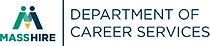 MASSHIRE
DEPARTMENT OF
CAREER SERVICES